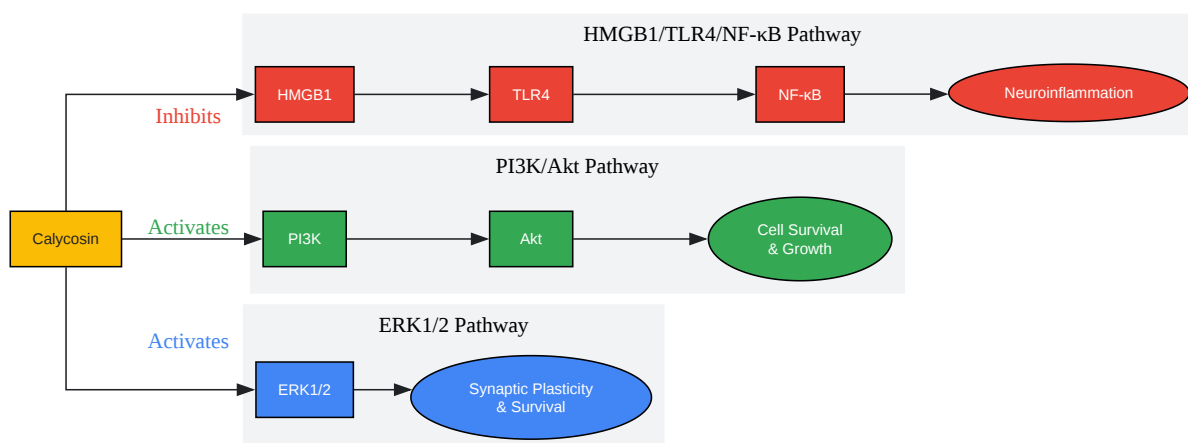 HMGB1/TLR4/NF-κB Pathway
HMGB1
TLR4
NF-κB
Neuroinflammation
Inhibits
PI3K/Akt Pathway
Calycosin
Activates
PI3K
Akt
Cell Survival
& Growth
ERK1/2 Pathway
Activates
ERK1/2
Synaptic Plasticity
& Survival